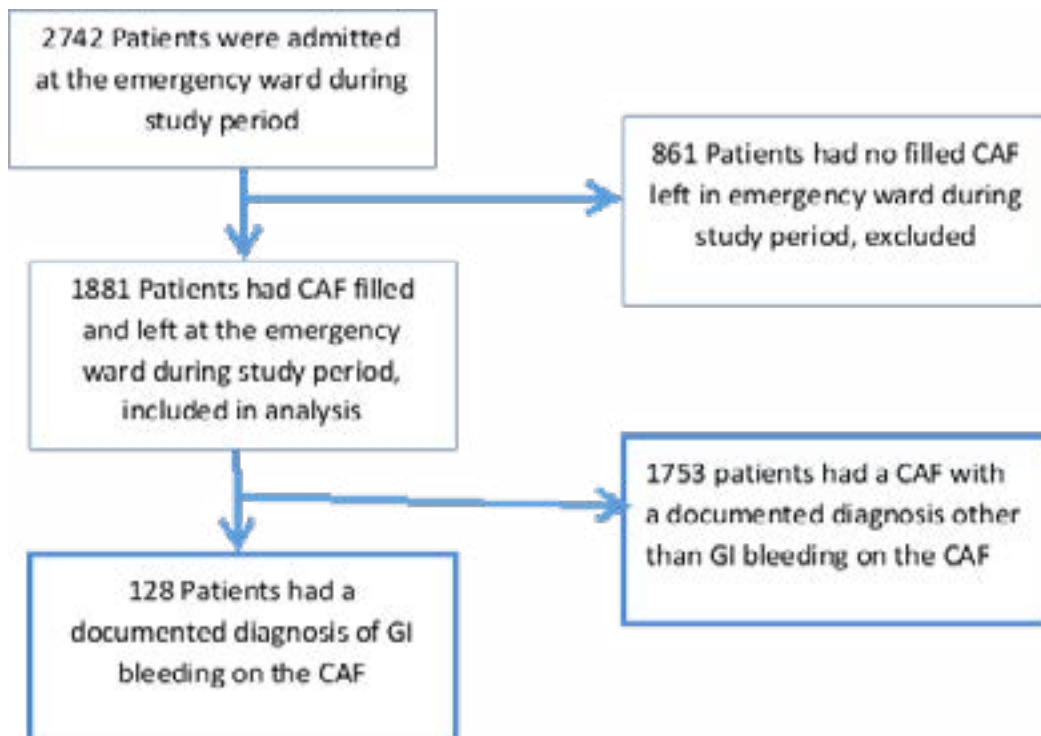 2742 Patients were admitted
at the emergency ward during
study period
861 Patients had no filled CAF
left in emergency ward during
study period, excluded
1881 Patients had CAF filled
and left at the emergency
ward during study period,
included in analysis
1753 patients had a CAF with
a documented diagnosis other
than GI bleeding on the CAF
128 Patients had a
documented diagnosis of GI
bleeding on the CAF